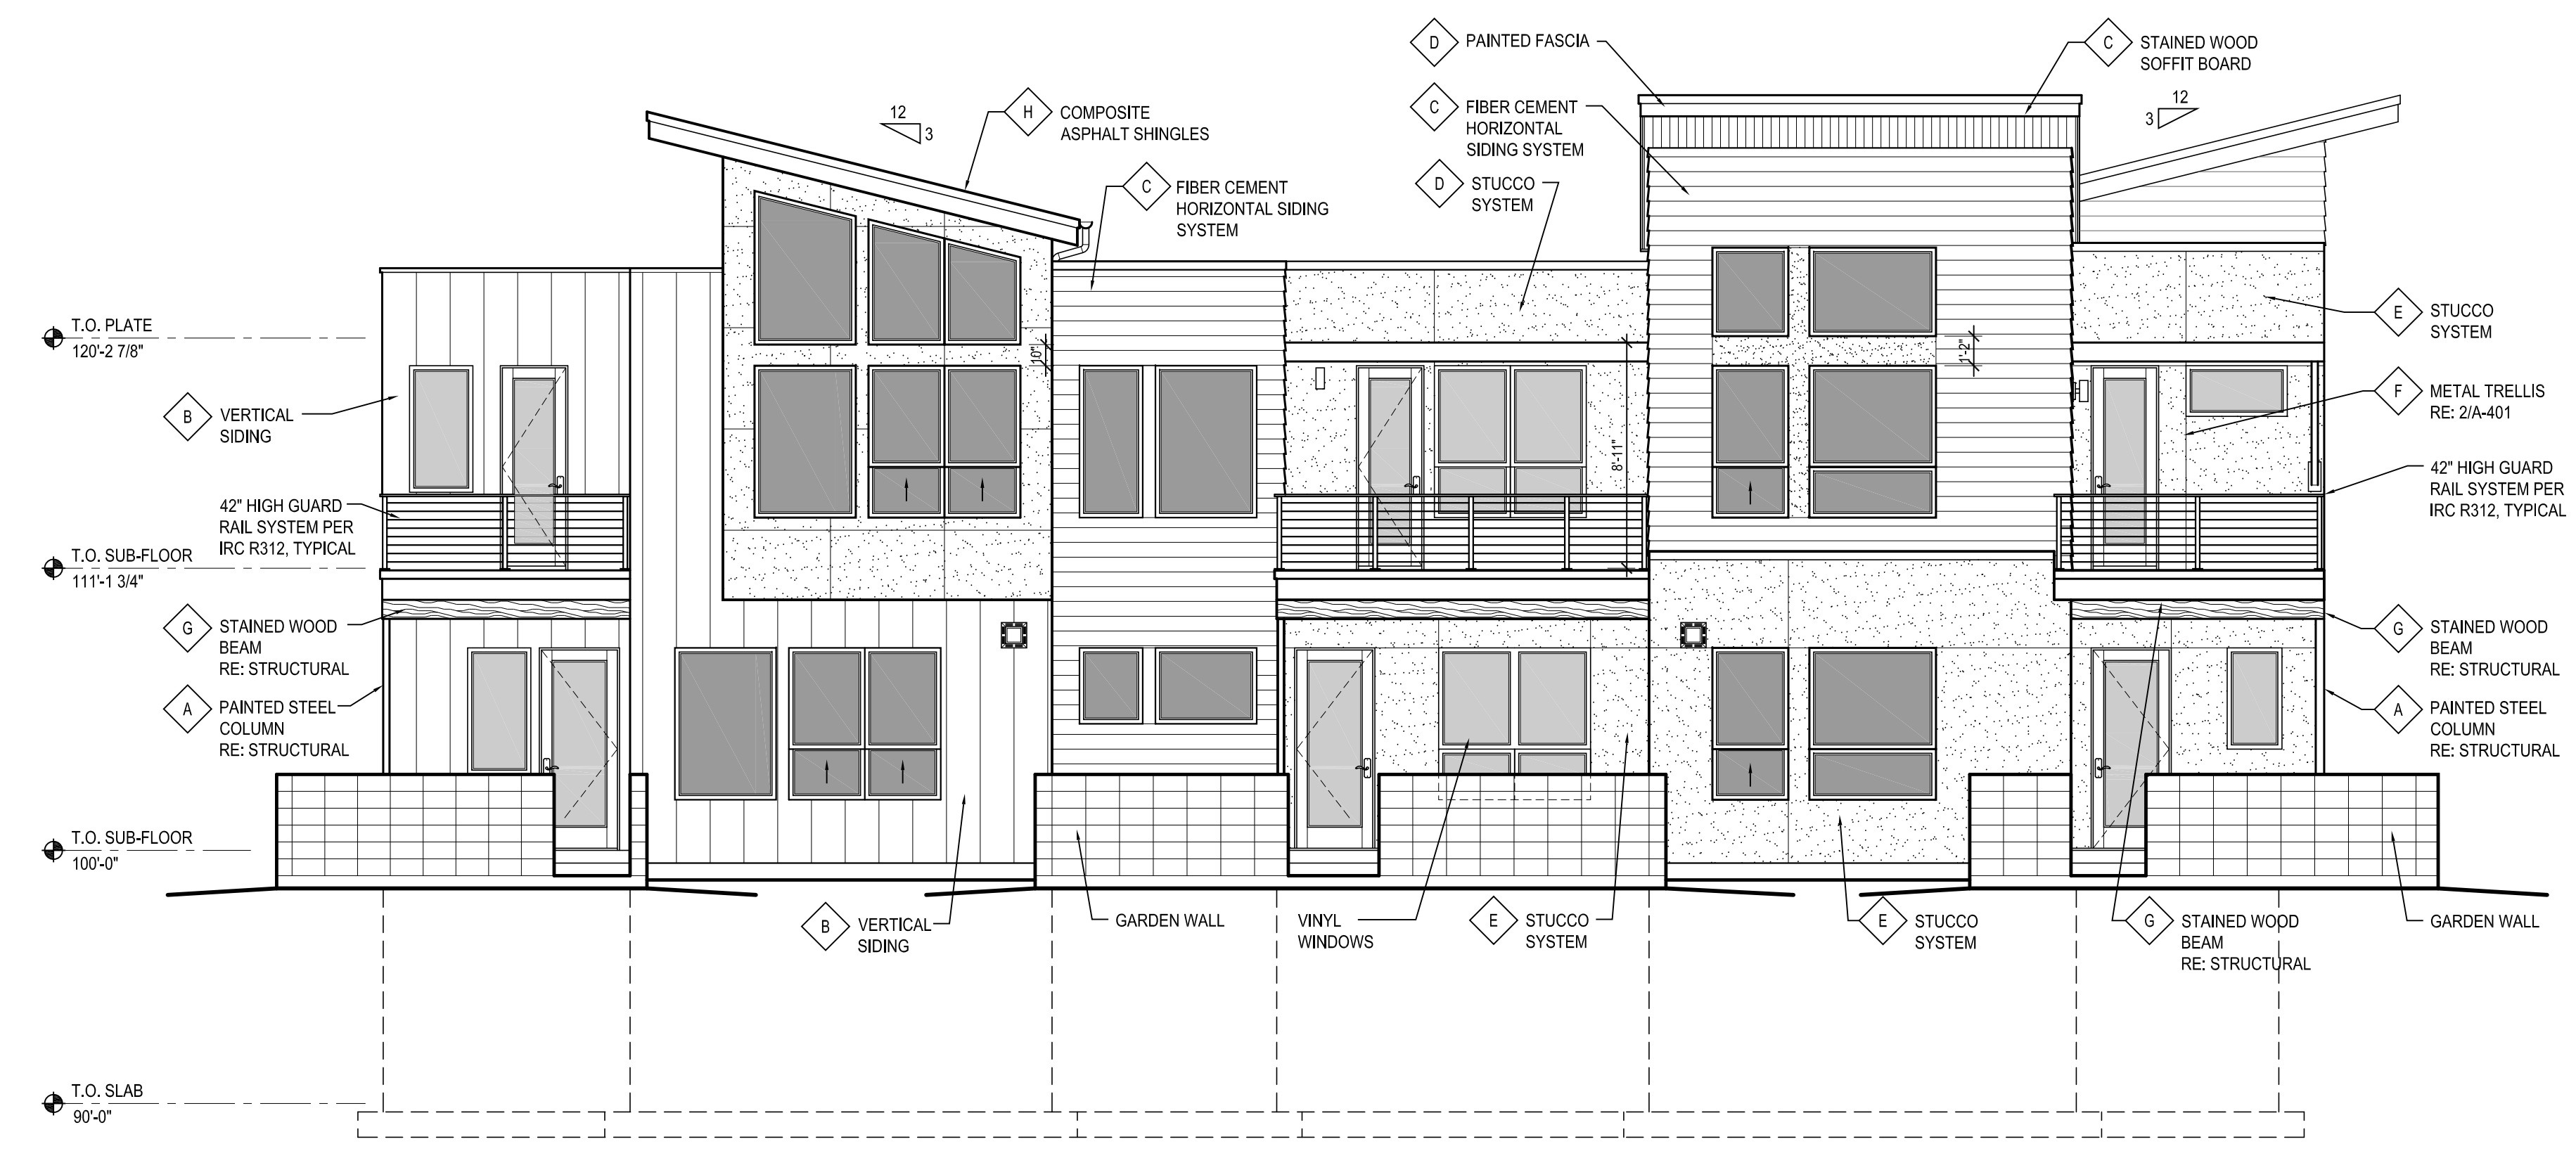 D
PAINTED FASCIA
C
STAINED WOOD
SOFFIT BOARD
H
COMPOSITE
ASPHALT SHINGLES
12
3
C
FIBER CEMENT
HORIZONTAL
SIDING SYSTEM
12
3
C
FIBER CEMENT
HORIZONTAL SIDING
SYSTEM
D
STUCCO
SYSTEM
T.O. PLATE
120'-2 7/8"
10"
1'-2"
8'-11"
E
STUCCO
SYSTEM
B
VERTICAL
SIDING
F
METAL TRELLIS
RE: 2/A-401
42" HIGH GUARD
RAIL SYSTEM PER
IRC R312, TYPICAL
42" HIGH GUARD
RAIL SYSTEM PER
IRC R312, TYPICAL
T.O. SUB-FLOOR
111'-1 3/4"
G
STAINED WOOD
BEAM
RE: STRUCTURAL
G
STAINED WOOD
BEAM
RE: STRUCTURAL
A
PAINTED STEEL
COLUMN
RE: STRUCTURAL
A
PAINTED STEEL
COLUMN
RE: STRUCTURAL
T.O. SUB-FLOOR
100'-0"
B
VERTICAL
SIDING
GARDEN WALL
VINYL
WINDOWS
E
STUCCO
SYSTEM
E
STUCCO
SYSTEM
G
STAINED WOOD
BEAM
RE: STRUCTURAL
GARDEN WALL
T.O. SLAB
90'-0"